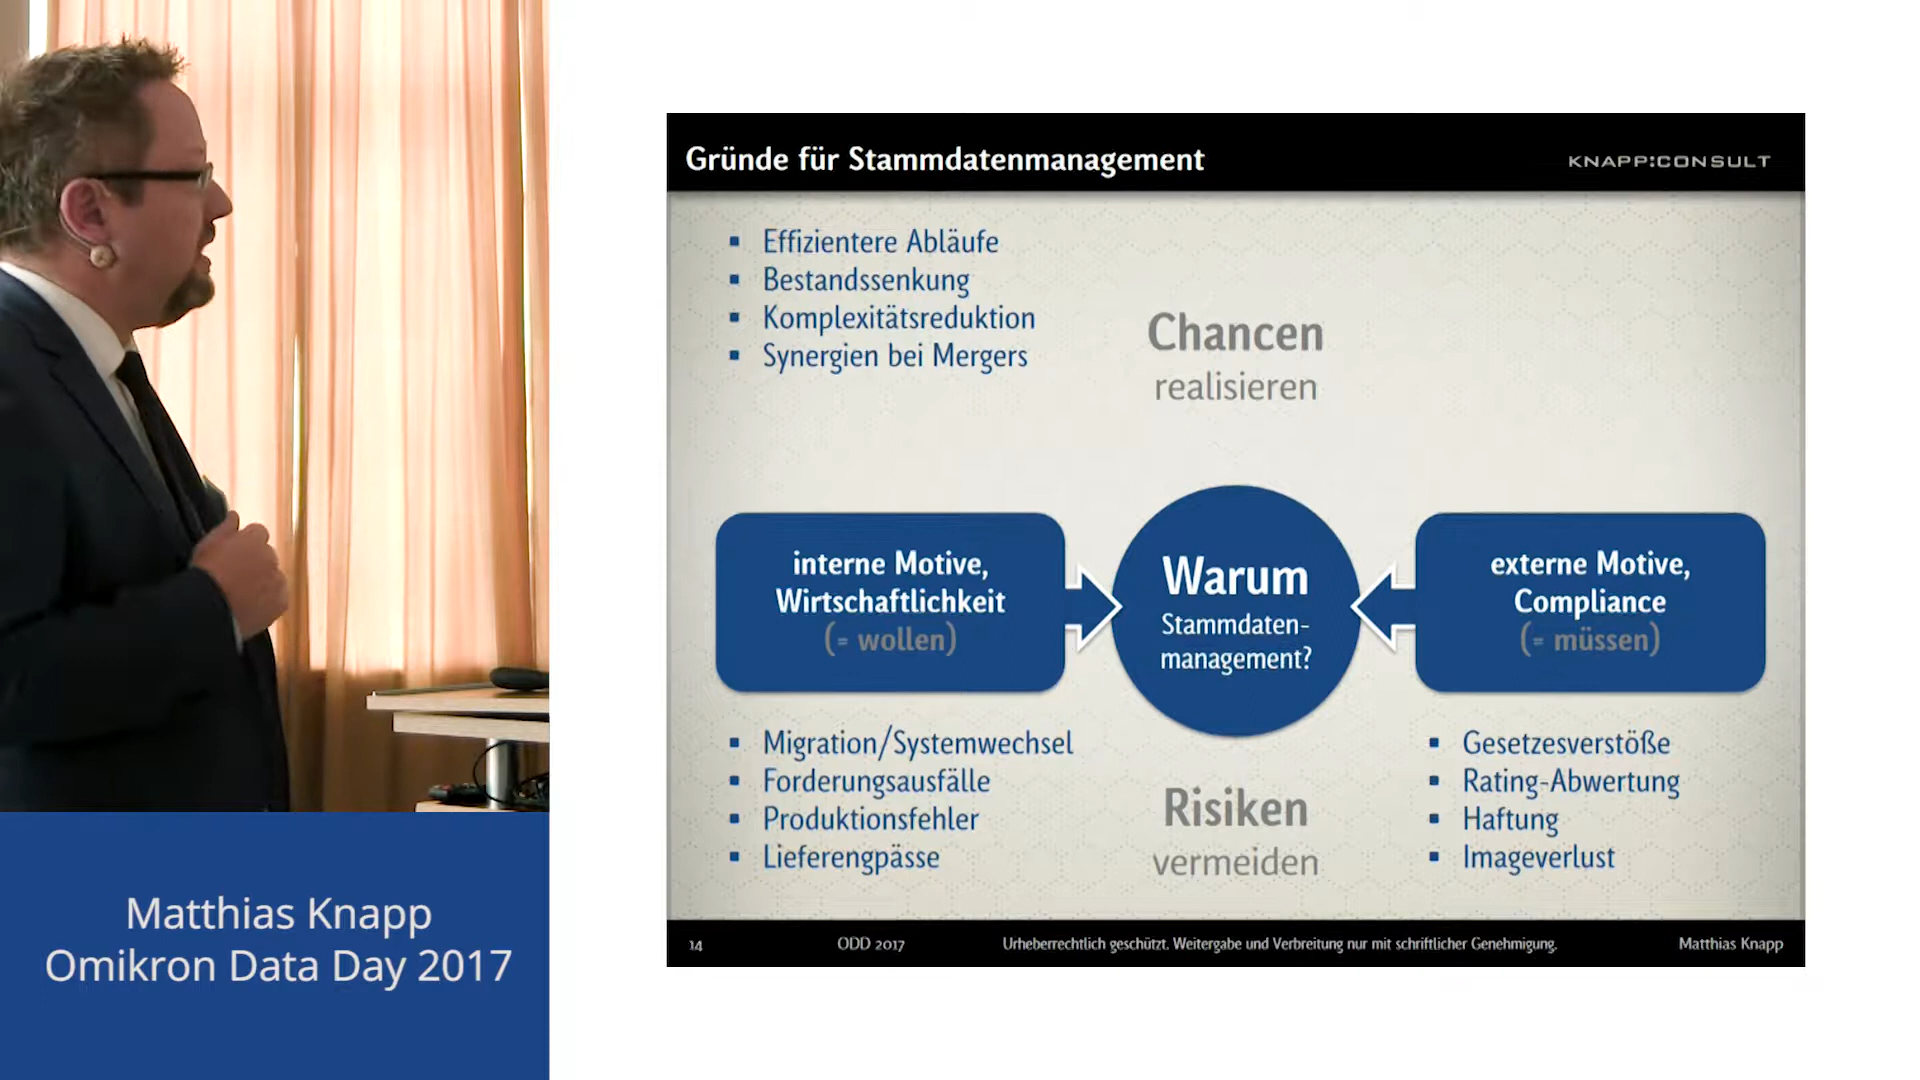 Gründe für Stammdatenmanagement
KNAPP:CONSULT
Effizientere Abläufe
Bestandssenkung
Komplexitätsreduktion
Synergien bei Mergers
Chancen
realisieren
interne Motive,
Wirtschaftlichkeit
(= wollen)
Warum
Stammdaten-
management?
externe Motive,
Compliance
(= müssen)
Migration/Systemwechsel
Forderungsausfälle
Produktionsfehler
Lieferengpässe
Risiken
vermeiden
Gesetzesverstöße
Rating-Abwertung
Haftung
Imageverlust
14
ODD 2017
Urheberrechtlich geschützt. Weitergabe und Verbreitung nur mit schriftlicher Genehmigung.
Matthias Knapp
Matthias Knapp
Omikron Data Day 2017